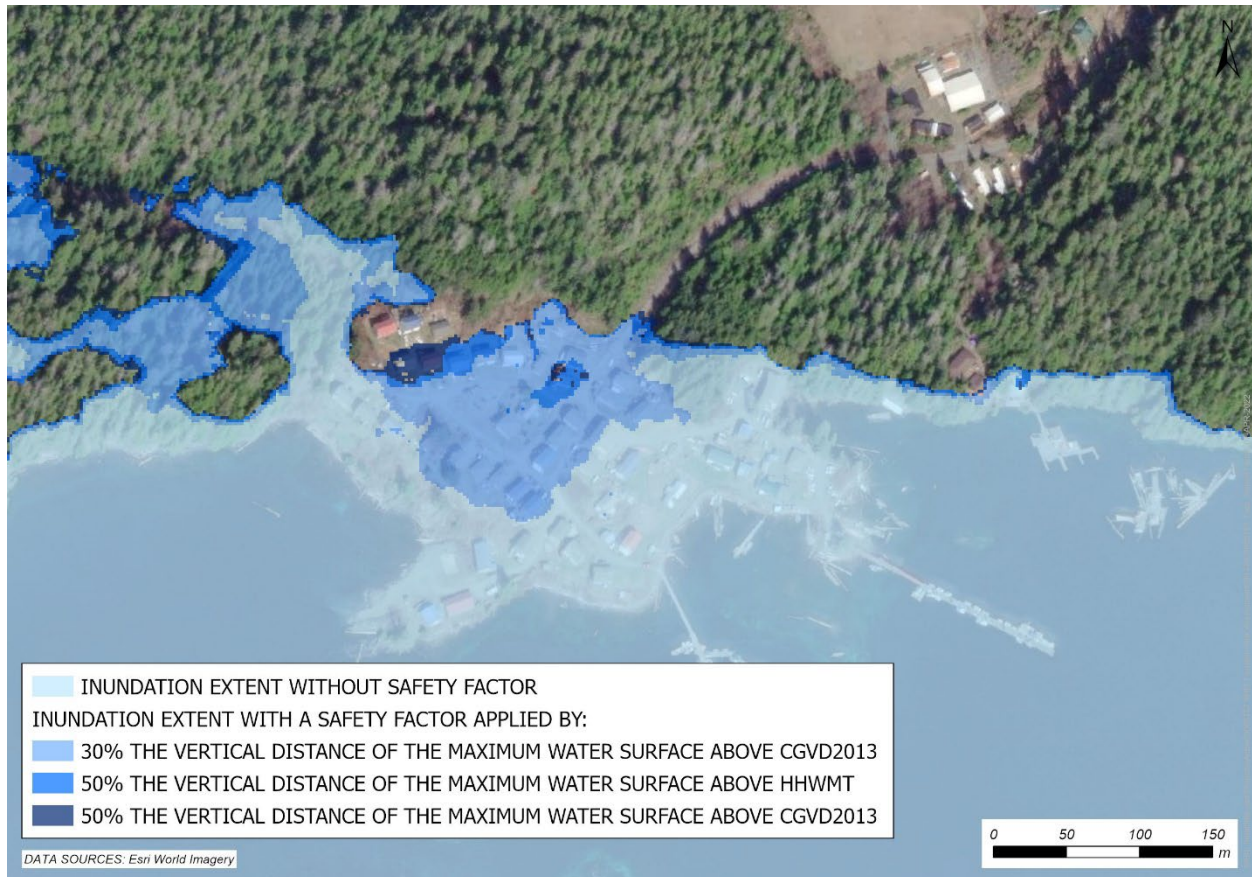 N
INUNDATION EXTENT WITHOUT SAFETY FACTOR
INUNDATION EXTENT WITH A SAFETY FACTOR APPLIED BY:
30% THE VERTICAL DISTANCE OF THE MAXIMUM WATER SURFACE ABOVE CGVD2013
50% THE VERTICAL DISTANCE OF THE MAXIMUM WATER SURFACE ABOVE HHWMT
50% THE VERTICAL DISTANCE OF THE MAXIMUM WATER SURFACE ABOVE CGVD2013
DATA SOURCES: Esri World Imagery
0 50 100 150
m